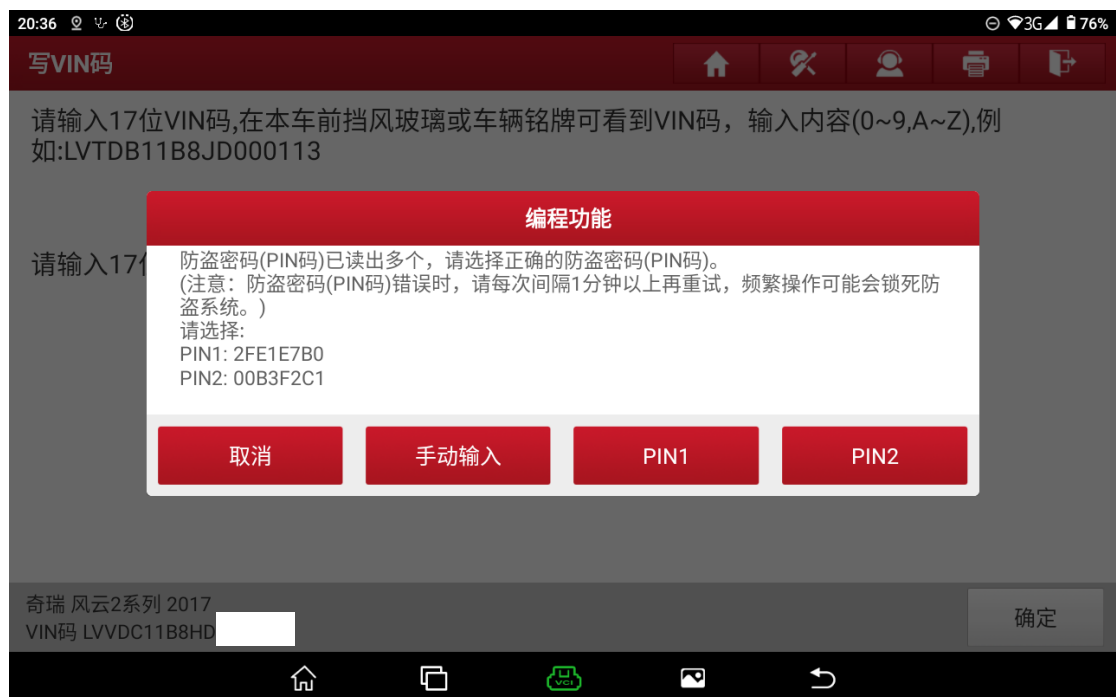 20:36
3G 76%
写VIN码
请输入17位VIN码,在本车前挡风玻璃或车辆铭牌可看到VIN码，输入内容(0~9,A~Z),例
如:LVTDB11B8JD000113
编程功能
请输入17
防盗密码(PIN码)已读出多个，请选择正确的防盗密码(PIN码)。
(注意：防盗密码(PIN码)错误时，请每次间隔1分钟以上再重试，频繁操作可能会锁死防
盗系统。)
请选择:
PIN1: 2FE1E7B0
PIN2: 00B3F2C1
取消
手动输入
PIN1
PIN2
奇瑞 风云2系列 2017
VIN码 LVVDC11B8HD
确定
VCI